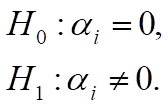 H₀ : αᵢ = 0,
H₁ : αᵢ ≠ 0.